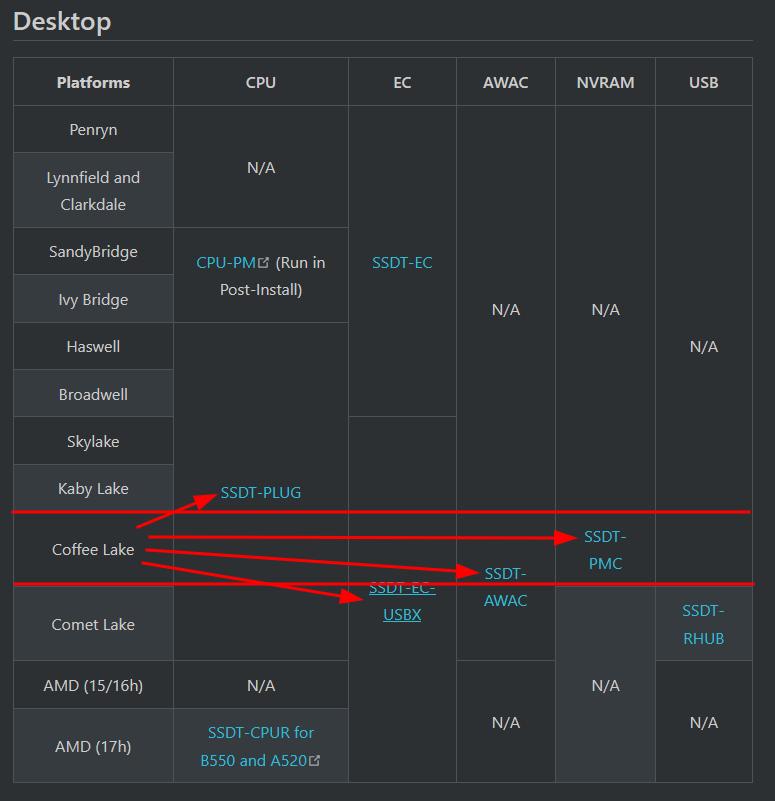 Desktop
Platforms CPU EC AWAC NVRAM USB
Penryn
N/A
Lynnfield and
Clarkdale
SandyBridge
CPU-PM (Run in
Post-Install)
SSDT-EC
Ivy Bridge
N/A
N/A
Haswell
N/A
Broadwell
Skylake
Kaby Lake
SSDT-PLUG
Coffee Lake
SSDT-
PMC
SSDT-
AWAC
SSDT-EC-
USBX
Comet Lake
SSDT-
RHUB
AMD (15/16h)
N/A
N/A
AMD (17h)
SSDT-CPUR for
B550 and A520
N/A
N/A